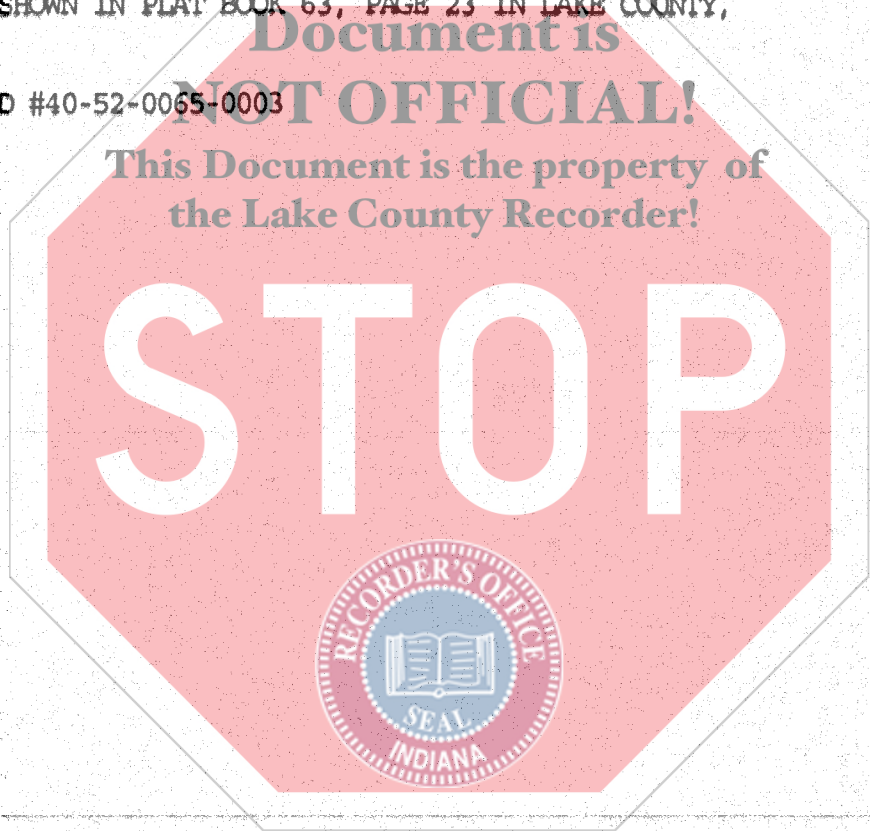 SHOWN IN PLAT BOOK 63, PAGE 23 IN LAKE COUNTY,
Document is
NOT OFFICIAL!
D #40-52-0065-0003
This Document is the property of
the Lake County Recorder!
STOP
RECORDER'S OFFICE
SEAL
INDIANA